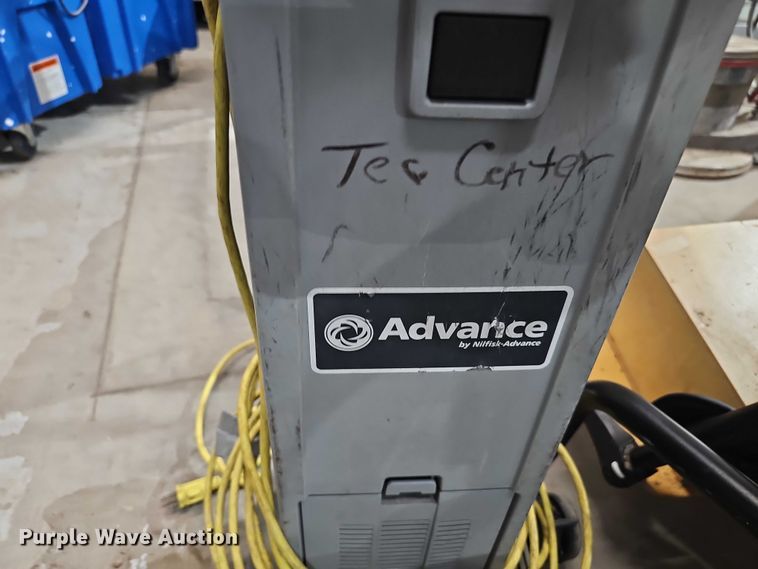 Tec Center
Advance
by Nilfisk-Advance
Purple Wave Auction